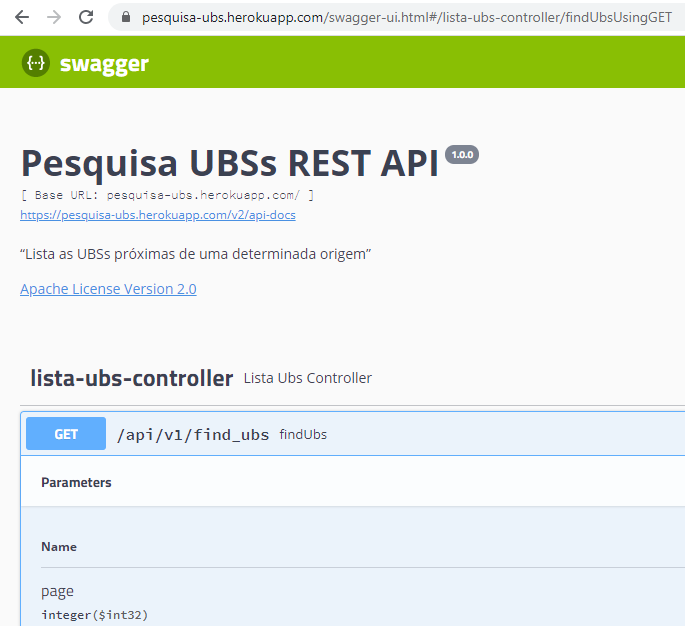 pesquisa-ubs.herokuapp.com/swagger-ui.html#/lista-ubs-controller/findUbsUsingGET
{··} swagger
Pesquisa UBSs REST API 1.0.0
[ Base URL: pesquisa-ubs.herokuapp.com/ ]
https://pesquisa-ubs.herokuapp.com/v2/api-docs
“Lista as UBSs próximas de uma determinada origem”
Apache License Version 2.0
lista-ubs-controller Lista Ubs Controller
GET /api/v1/find_ubs findUbs
Parameters
Name
page
integer($int32)